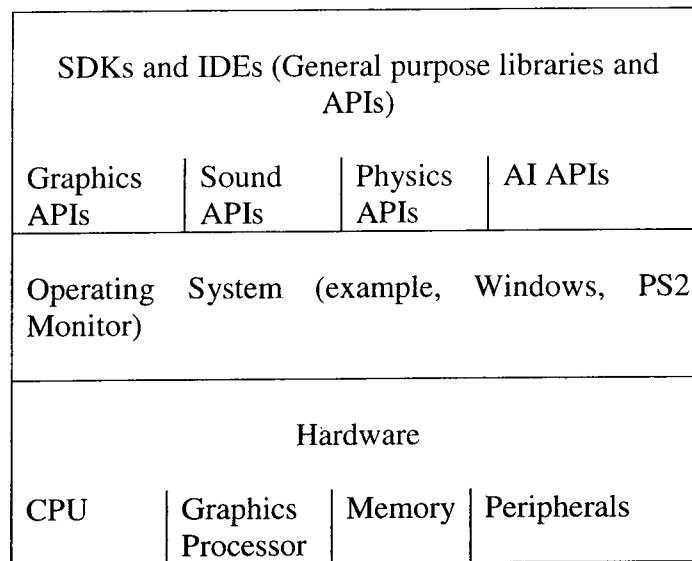 SDKs and IDEs (General purpose libraries and
APIs)
Graphics
APIs
Sound
APIs
Physics
APIs
AI APIs
Operating System (example, Windows, PS2
Monitor)
Hardware
CPU
Graphics
Processor
Memory
Peripherals